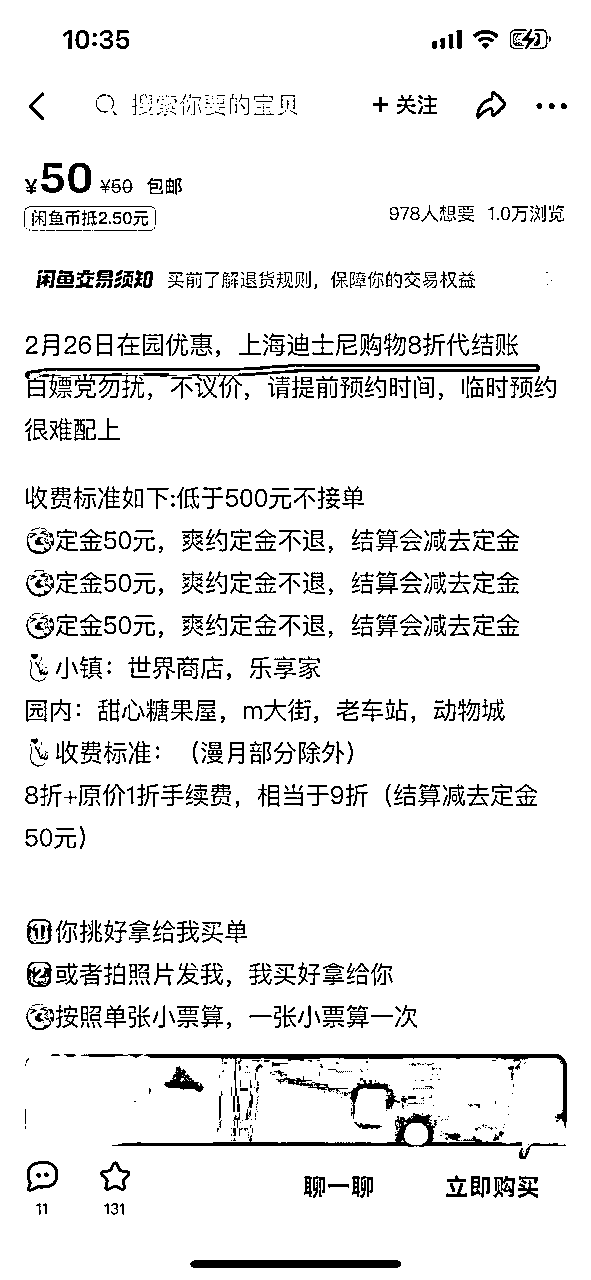 10:35
搜索你要的宝贝
+ 关注
¥50 ¥50 包邮
闲鱼币抵2.50元
978人想要 1.0万浏览
闲鱼交易须知 买前了解退货规则，保障你的交易权益
2月26日在园优惠，上海迪士尼购物8折代结账
白嫖党勿扰，不议价，请提前预约时间，临时预约
很难配上
收费标准如下:低于500元不接单
定金50元，爽约定金不退，结算会减去定金
定金50元，爽约定金不退，结算会减去定金
定金50元，爽约定金不退，结算会减去定金
小镇：世界商店，乐享家
园内：甜心糖果屋，m大街，老车站，动物城
收费标准：（漫月部分除外）
8折+原价1折手续费，相当于9折（结算减去定金
50元）
1你挑好拿给我买单
2或者拍照片发我，我买好拿给你
按照单张小票算，一张小票算一次
11
131
聊一聊
立即购买